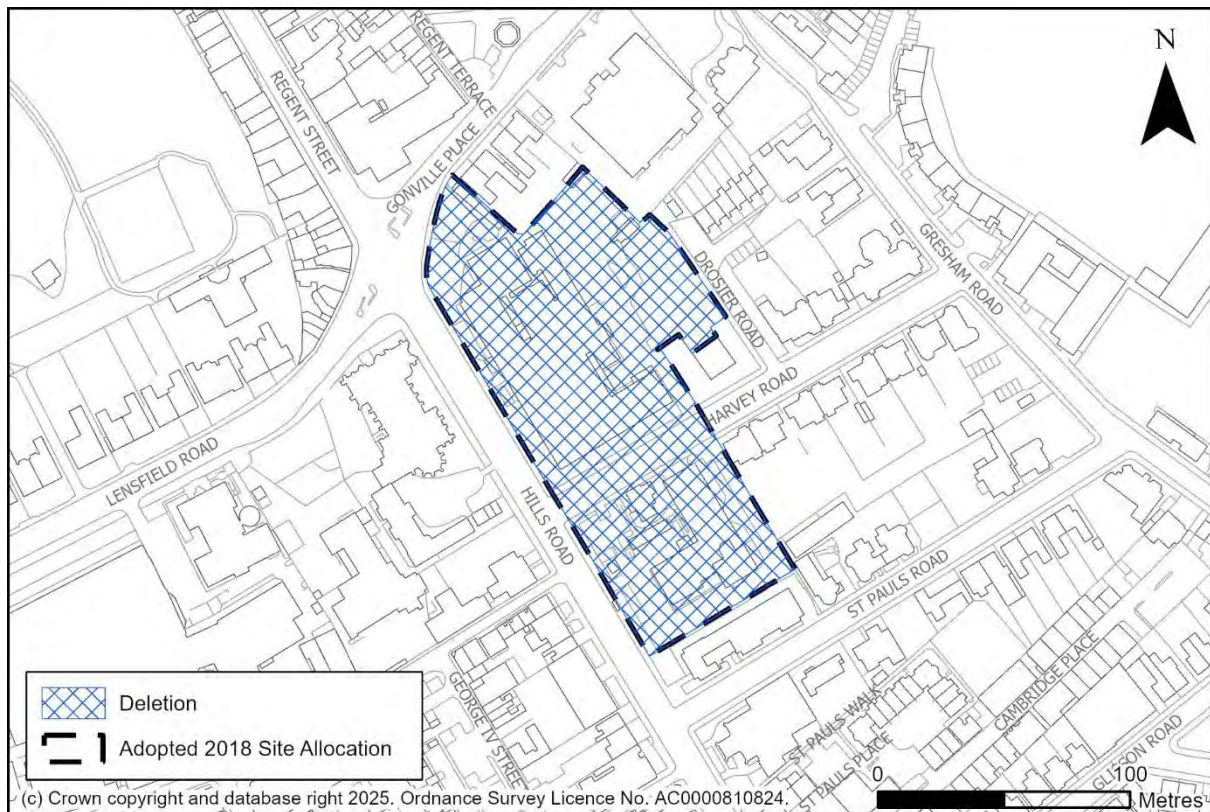 REGENT STREET
REGENT TERRACE
GONVILLE PLACE
N
GRESHAM ROAD
DROSIER ROAD
HARVEY ROAD
LENSFIELD ROAD
HILLS ROAD
ST PAULS ROAD
GEORGE IV STREET
ST PAULS WALK
PAULS PLACE
CAMBRIDGE PLACE
GLISSON ROAD
Deletion
Adopted 2018 Site Allocation
0 100
Metres
(c) Crown copyright and database right 2025. Ordnance Survey Licence No. AC0000810824.